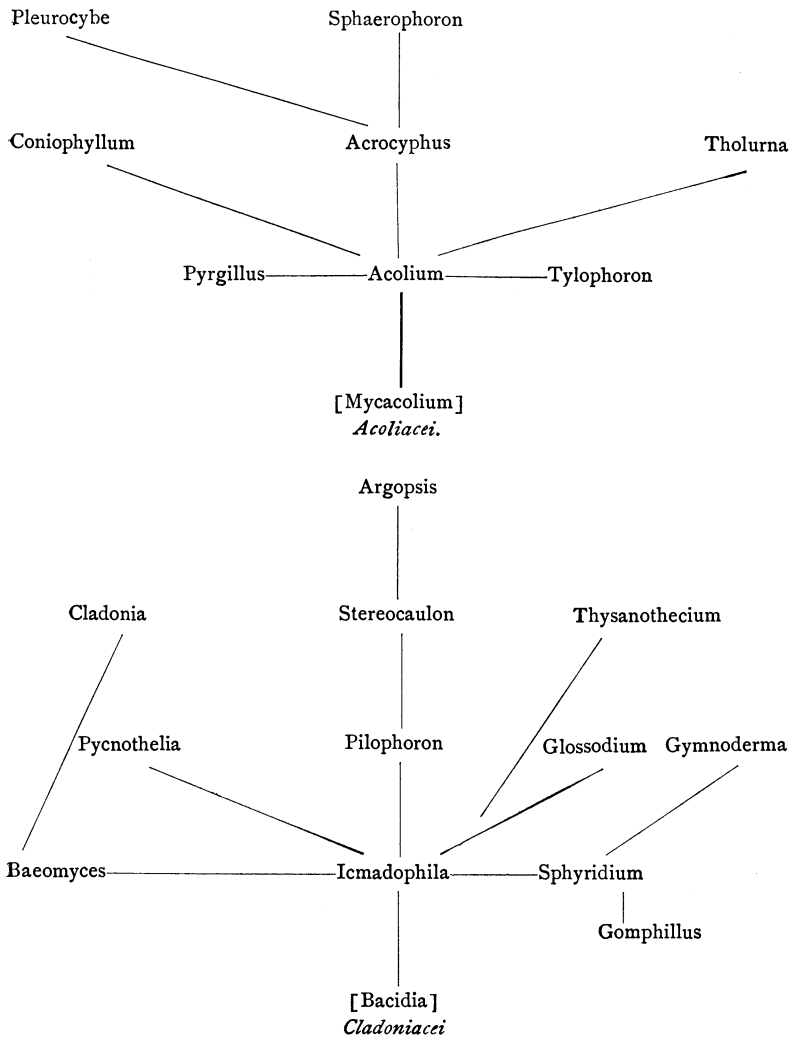 Pleurocybe Sphaerophoron
Coniophyllum Acrocyphus Tholurna
Pyrgillus Acolium Tylophoron
[Mycacolium]
Acoliacei.
Argopsis
Cladonia Stereocaulon Thysanothecium
Pycnothelia Pilophoron Glossodium Gymnoderma
Baeomyces Icmadophila Sphyridium
Gomphillus
[Bacidia]
Cladoniacei